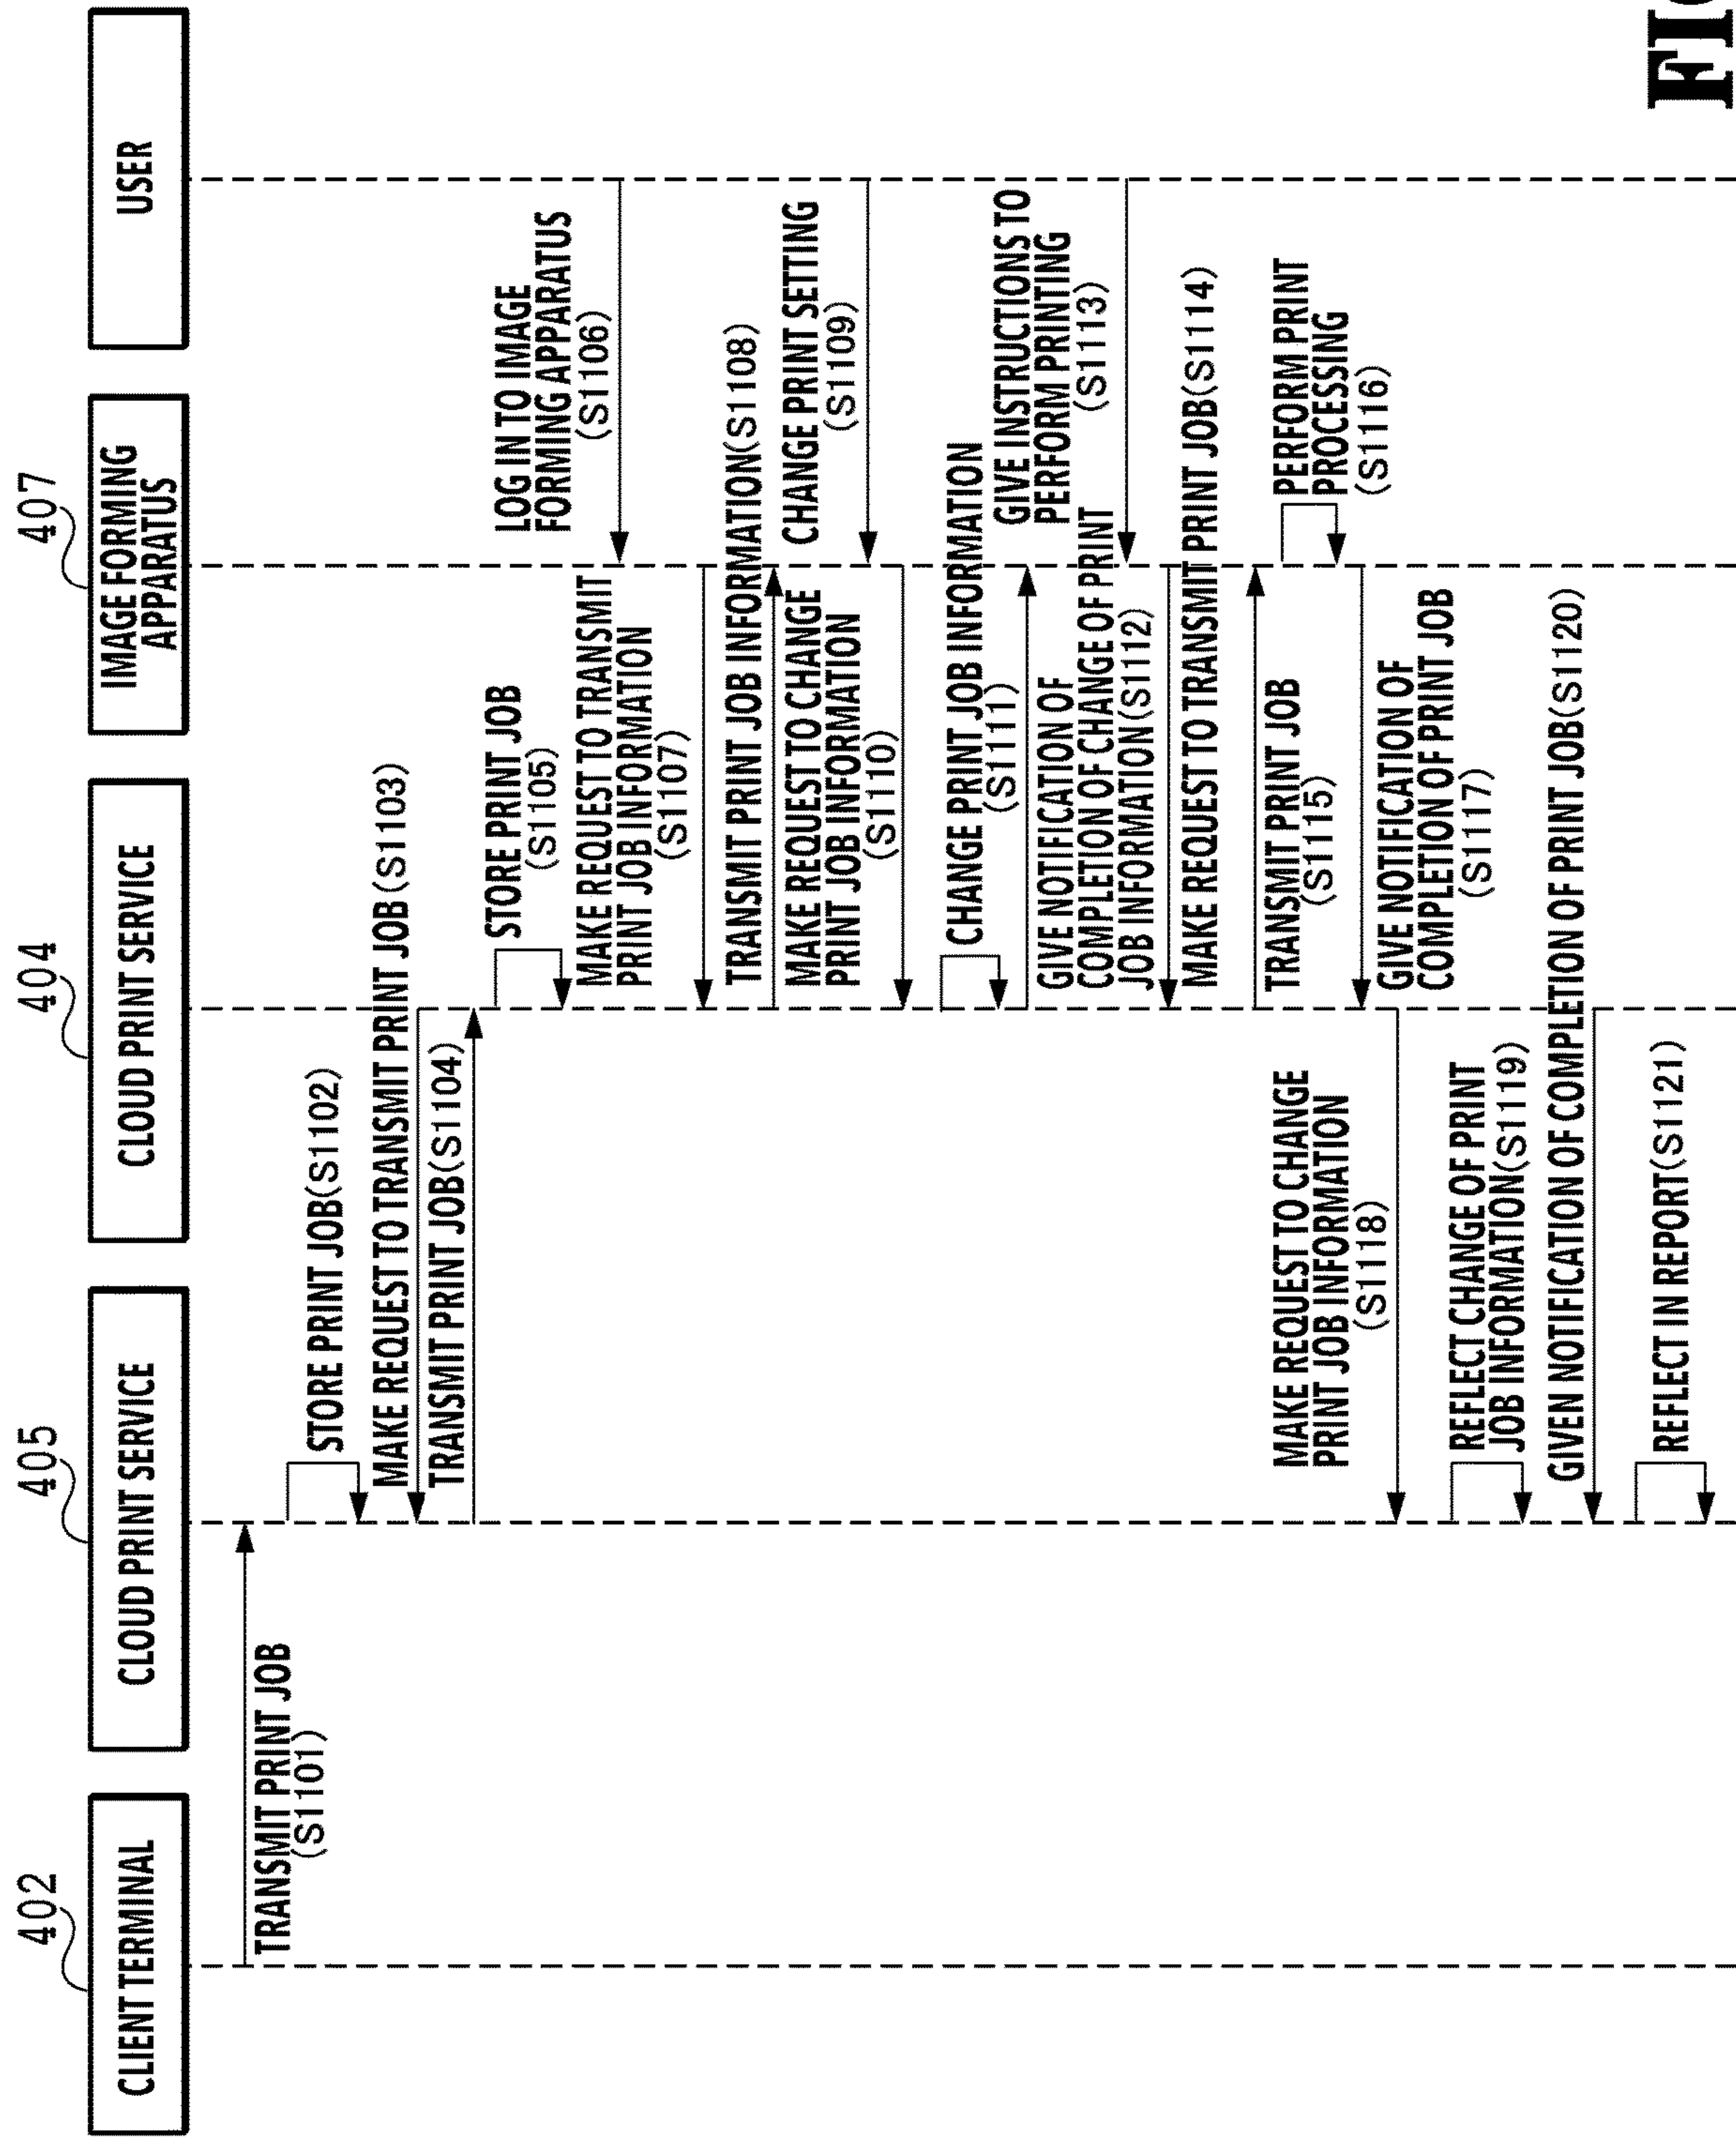 402
CLIENT TERMINAL
405
CLOUD PRINT SERVICE
404
CLOUD PRINT SERVICE
407
IMAGE FORMING
APPARATUS
USER
TRANSMIT PRINT JOB
(S1101)
STORE PRINT JOB(S1102)
MAKE REQUEST TO TRANSMIT PRINT JOB(S1103)
TRANSMIT PRINT JOB(S1104)
STORE PRINT JOB
(S1105)
LOG IN TO IMAGE
FORMING APPARATUS
(S1106)
MAKE REQUEST TO TRANSMIT
PRINT JOB INFORMATION
(S1107)
TRANSMIT PRINT JOB INFORMATION(S1108)
CHANGE PRINT SETTING
(S1109)
MAKE REQUEST TO CHANGE
PRINT JOB INFORMATION
(S1110)
CHANGE PRINT JOB INFORMATION
(S1111)
GIVE NOTIFICATION OF
COMPLETION OF CHANGE OF PRINT
JOB INFORMATION(S1112)
GIVE INSTRUCTIONS TO
PERFORM PRINTING
(S1113)
MAKE REQUEST TO TRANSMIT PRINT JOB(S1114)
TRANSMIT PRINT JOB
(S1115)
PERFORM PRINT
PROCESSING
(S1116)
GIVE NOTIFICATION OF
COMPLETION OF PRINT JOB
(S1117)
MAKE REQUEST TO CHANGE
PRINT JOB INFORMATION
(S1118)
REFLECT CHANGE OF PRINT
JOB INFORMATION(S1119)
GIVEN NOTIFICATION OF COMPLETION OF PRINT JOB(S1120)
REFLECT IN REPORT(S1121)